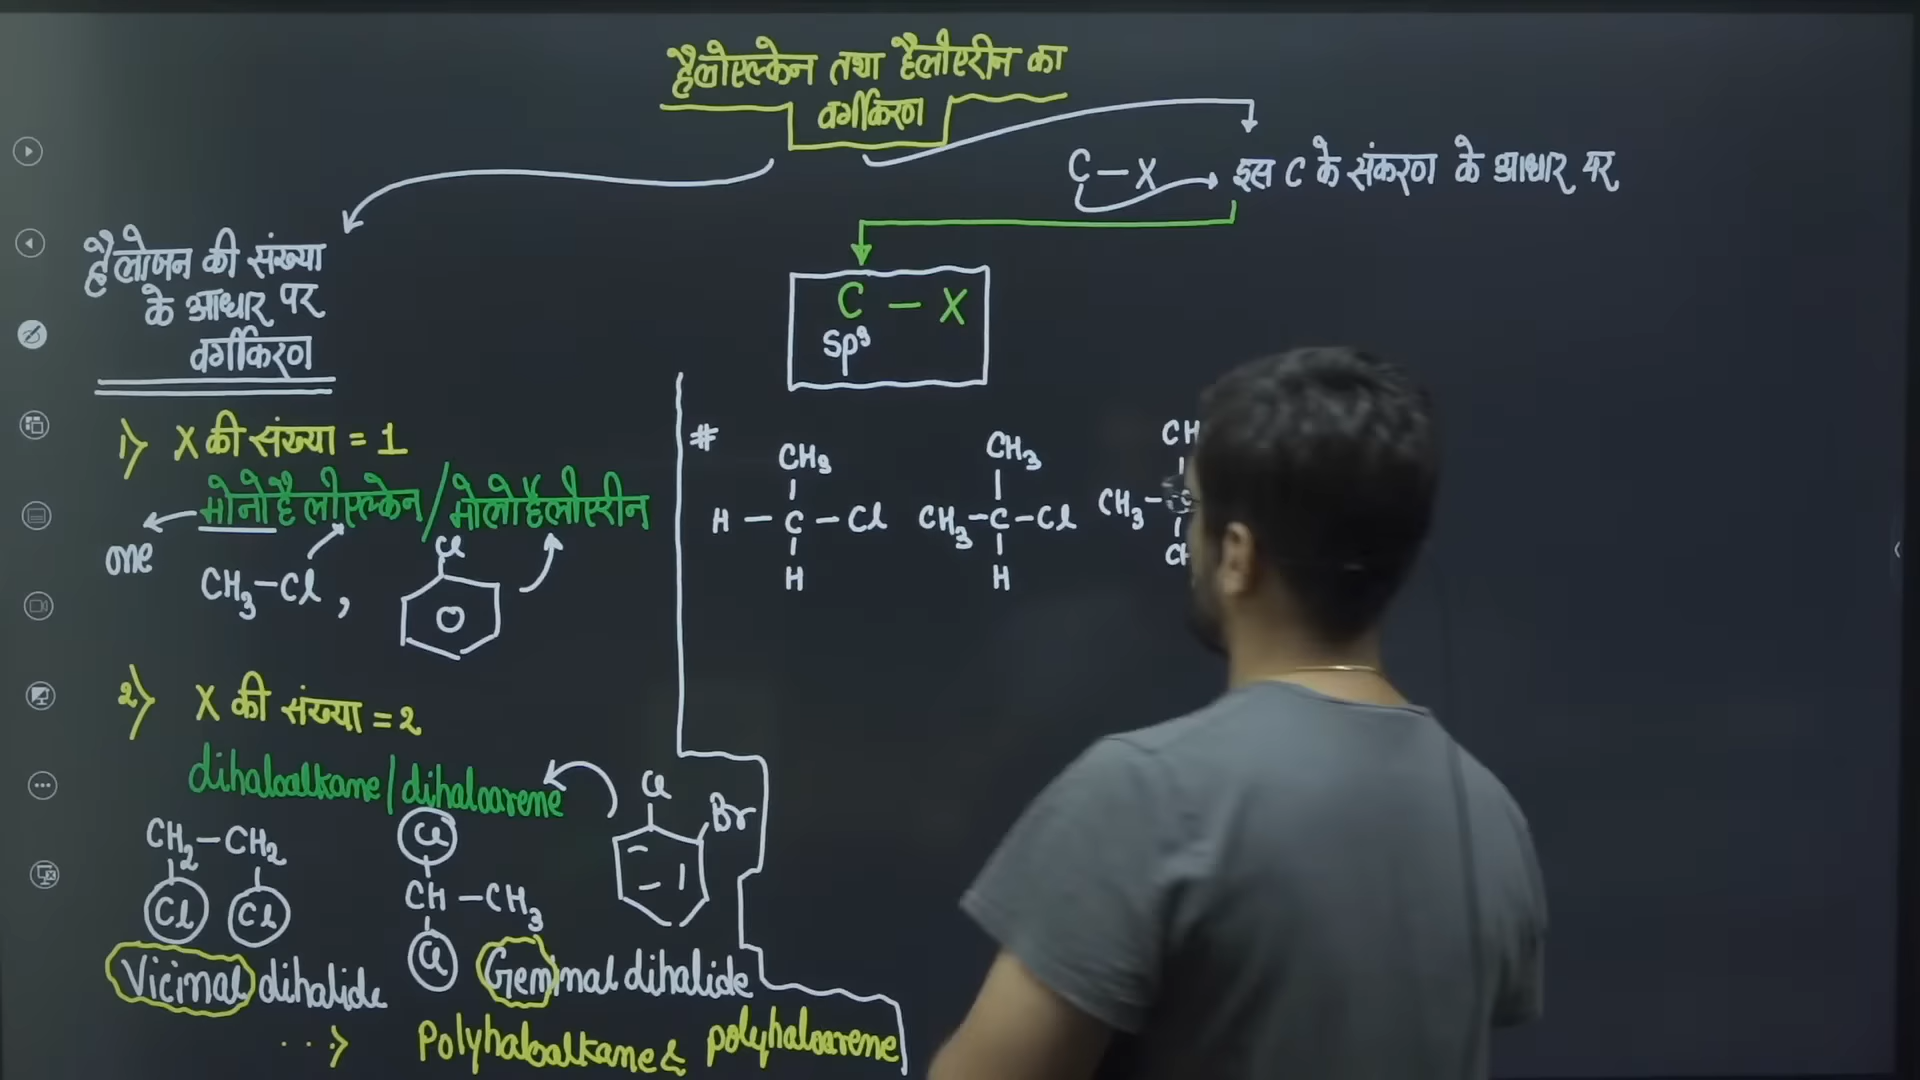 हैलोएल्केन तथा हैलोएरीन का
वर्गीकरण
C – X इस C के संकरण के आधार पर
हैलोजन की संख्या
के आधार पर
वर्गीकरण
1) X की संख्या = 1
मोनोहैलोएल्केन / मोलोहैलोएरीन
one
CH₃–Cl ,
Cl
2) X की संख्या = 2
dihaloalkane / dihaloarene
CH₂–CH₂
Cl Cl
Cl
CH – CH₃
Cl
Cl
Br
Vicinal dihalide
Geminal dihalide
...> Polyhaloalkane & polyhaloarene
C – X
Sp³
#
CH₃
H – C – Cl
H
CH₃
CH₃–C–Cl
H
CH
CH₃–